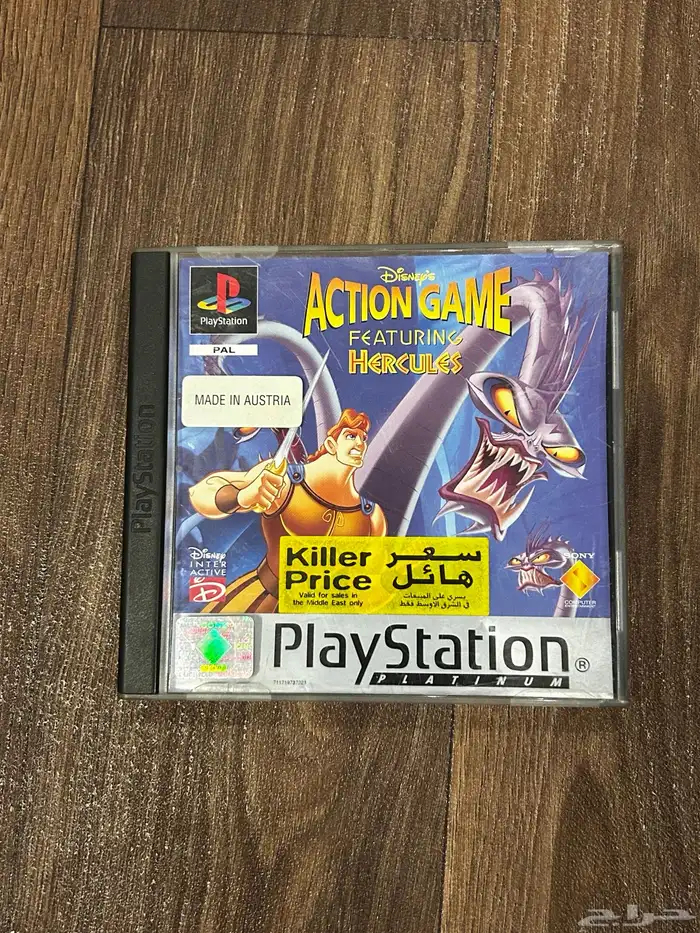 DISNEY'S
ACTION GAME
FEATURING
HERCULES
PlayStation
PAL
MADE IN AUSTRIA
PlayStation
Killer
Price
Valid for sales in
the Middle East only
سعر
هائل
يسري على المبيعات
في الشرق الاوسط فقط
DISNEY
INTER
ACTIVE
D
SONY
COMPUTER
ENTERTAINMENT
PlayStation®
PLATINUM
حراج